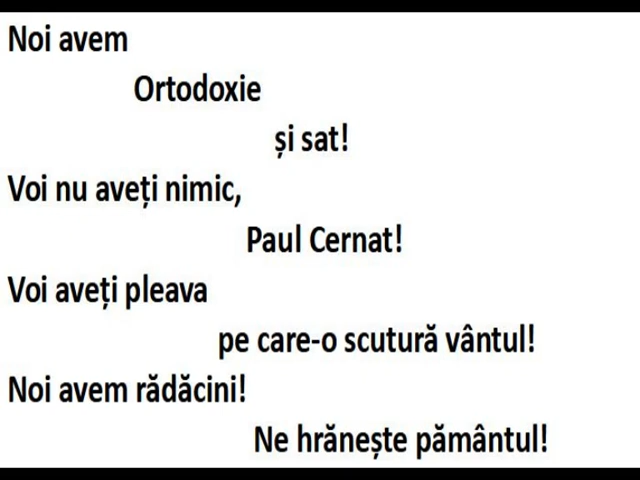 Noi avem
Ortodoxie
și sat!
Voi nu aveți nimic,
Paul Cernat!
Voi aveți pleava
pe care-o scutură vântul!
Noi avem rădăcini!
Ne hrănește pământul!